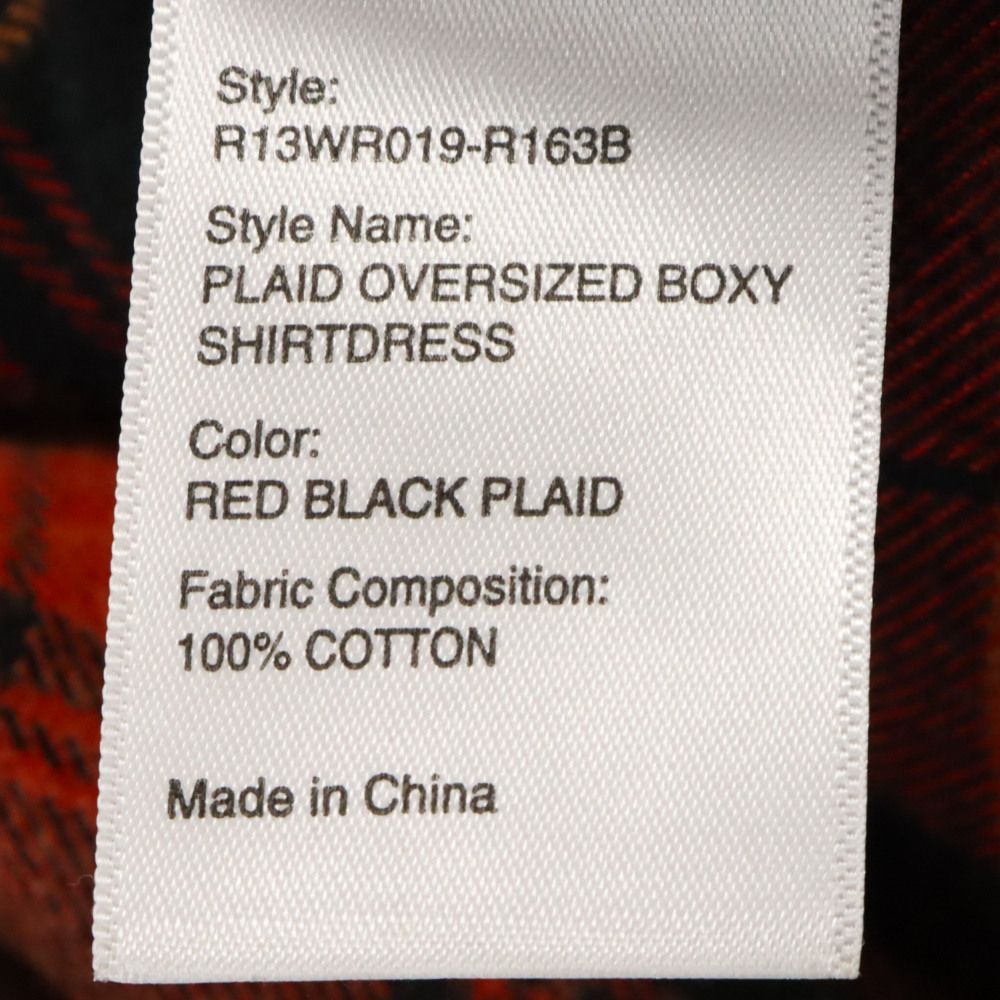 Style:
R13WR019-R163B
Style Name:
PLAID OVERSIZED BOXY
SHIRTDRESS
Color:
RED BLACK PLAID
Fabric Composition:
100% COTTON
Made in China